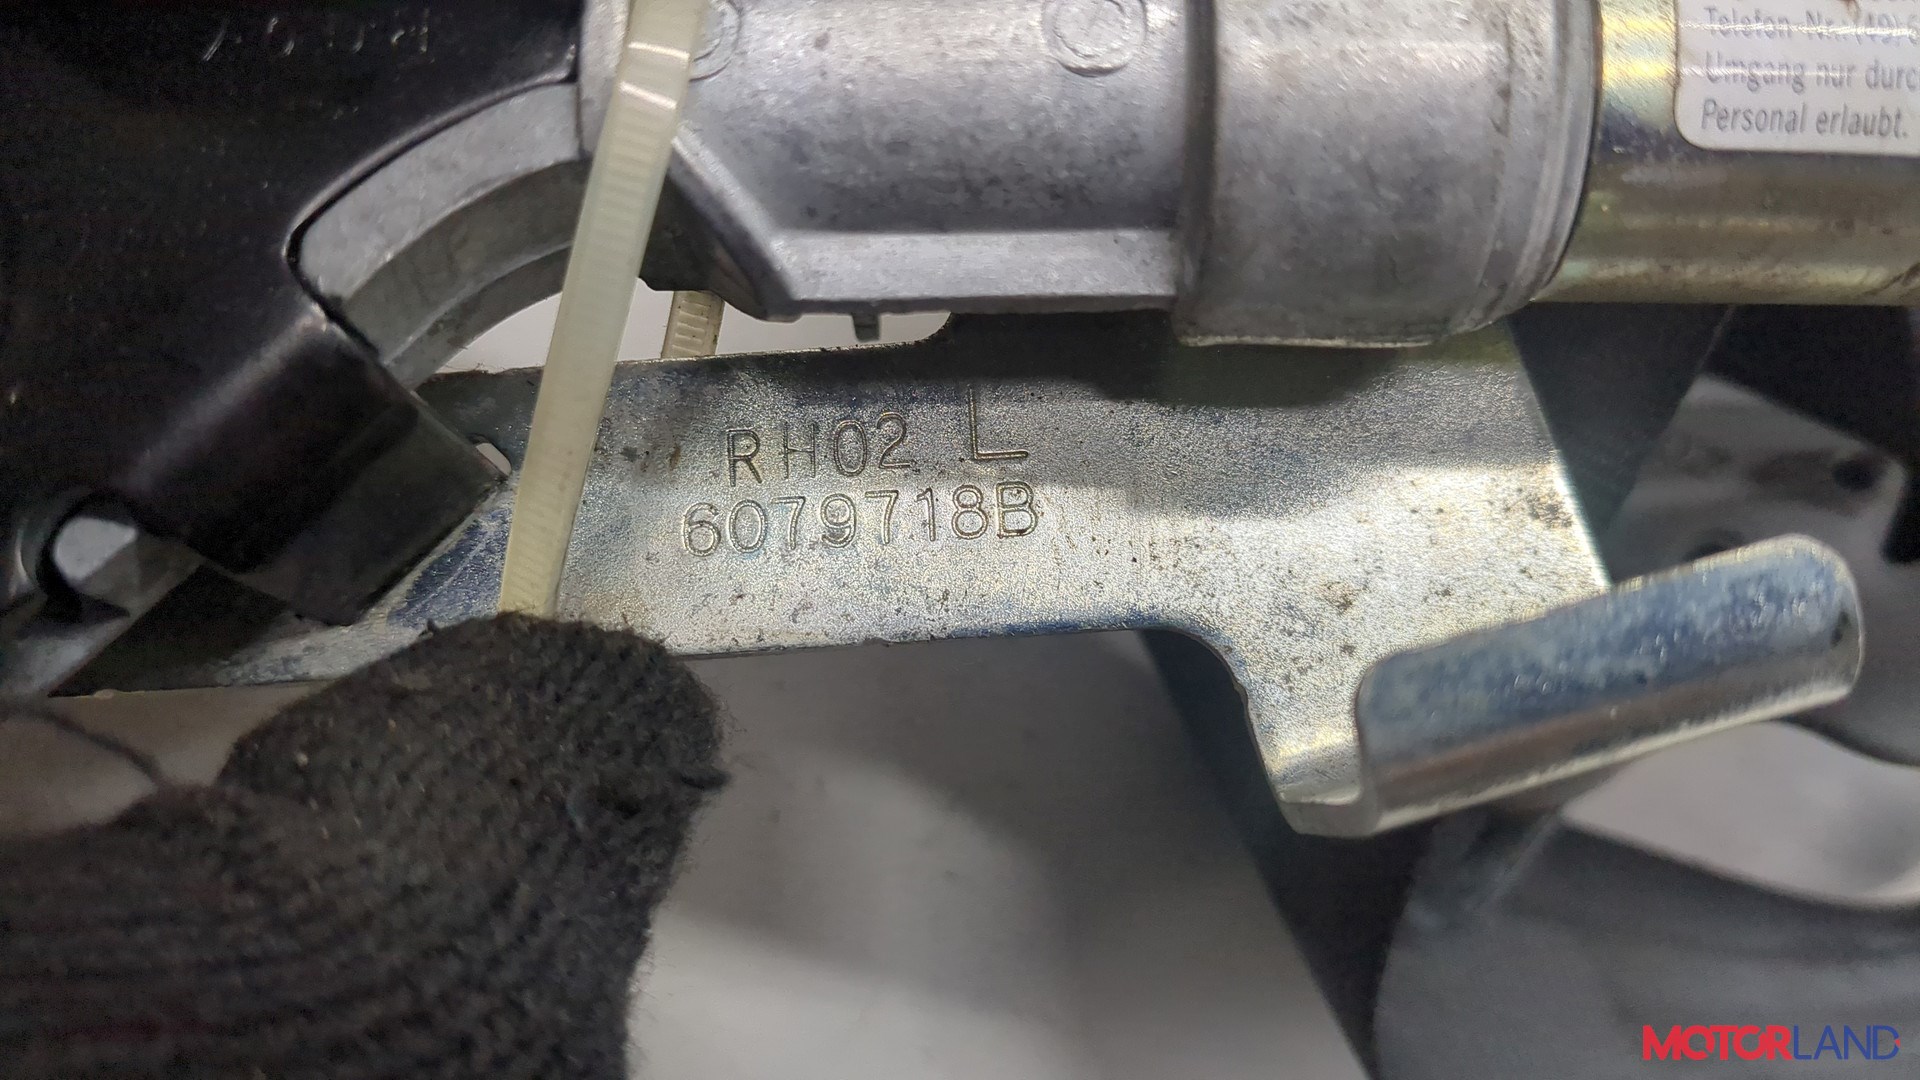 Umgang nur durc
Personal erlaubt.
RH02 L
6079718B
MOTORLAND